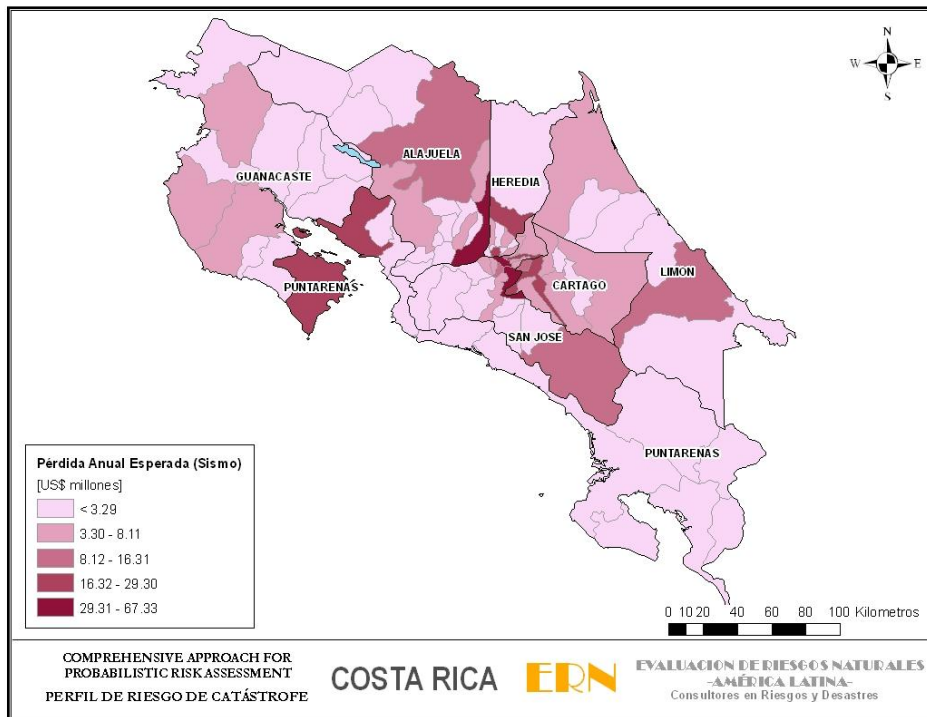 N
W E
S
ALAJUELA
HEREDIA
GUANACASTE
LIMON
PUNTARENAS
CARTAGO
SAN JOSÉ
PUNTARENAS
Pérdida Anual Esperada (Sismo)
[US$ millones]
< 3.29
3.30 - 8.11
8.12 - 16.31
16.32 - 29.30
29.31 - 67.33
0 10 20 40 60 80 100 Kilometros
COMPREHENSIVE APPROACH FOR
PROBABILISTIC RISK ASSESSMENT
PERFIL DE RIESGO DE CATÁSTROFE
COSTA RICA
ERN
EVALUACION DE RIESGOS NATURALES
-AMÉRICA LATINA-
Consultores en Riesgos y Desastres